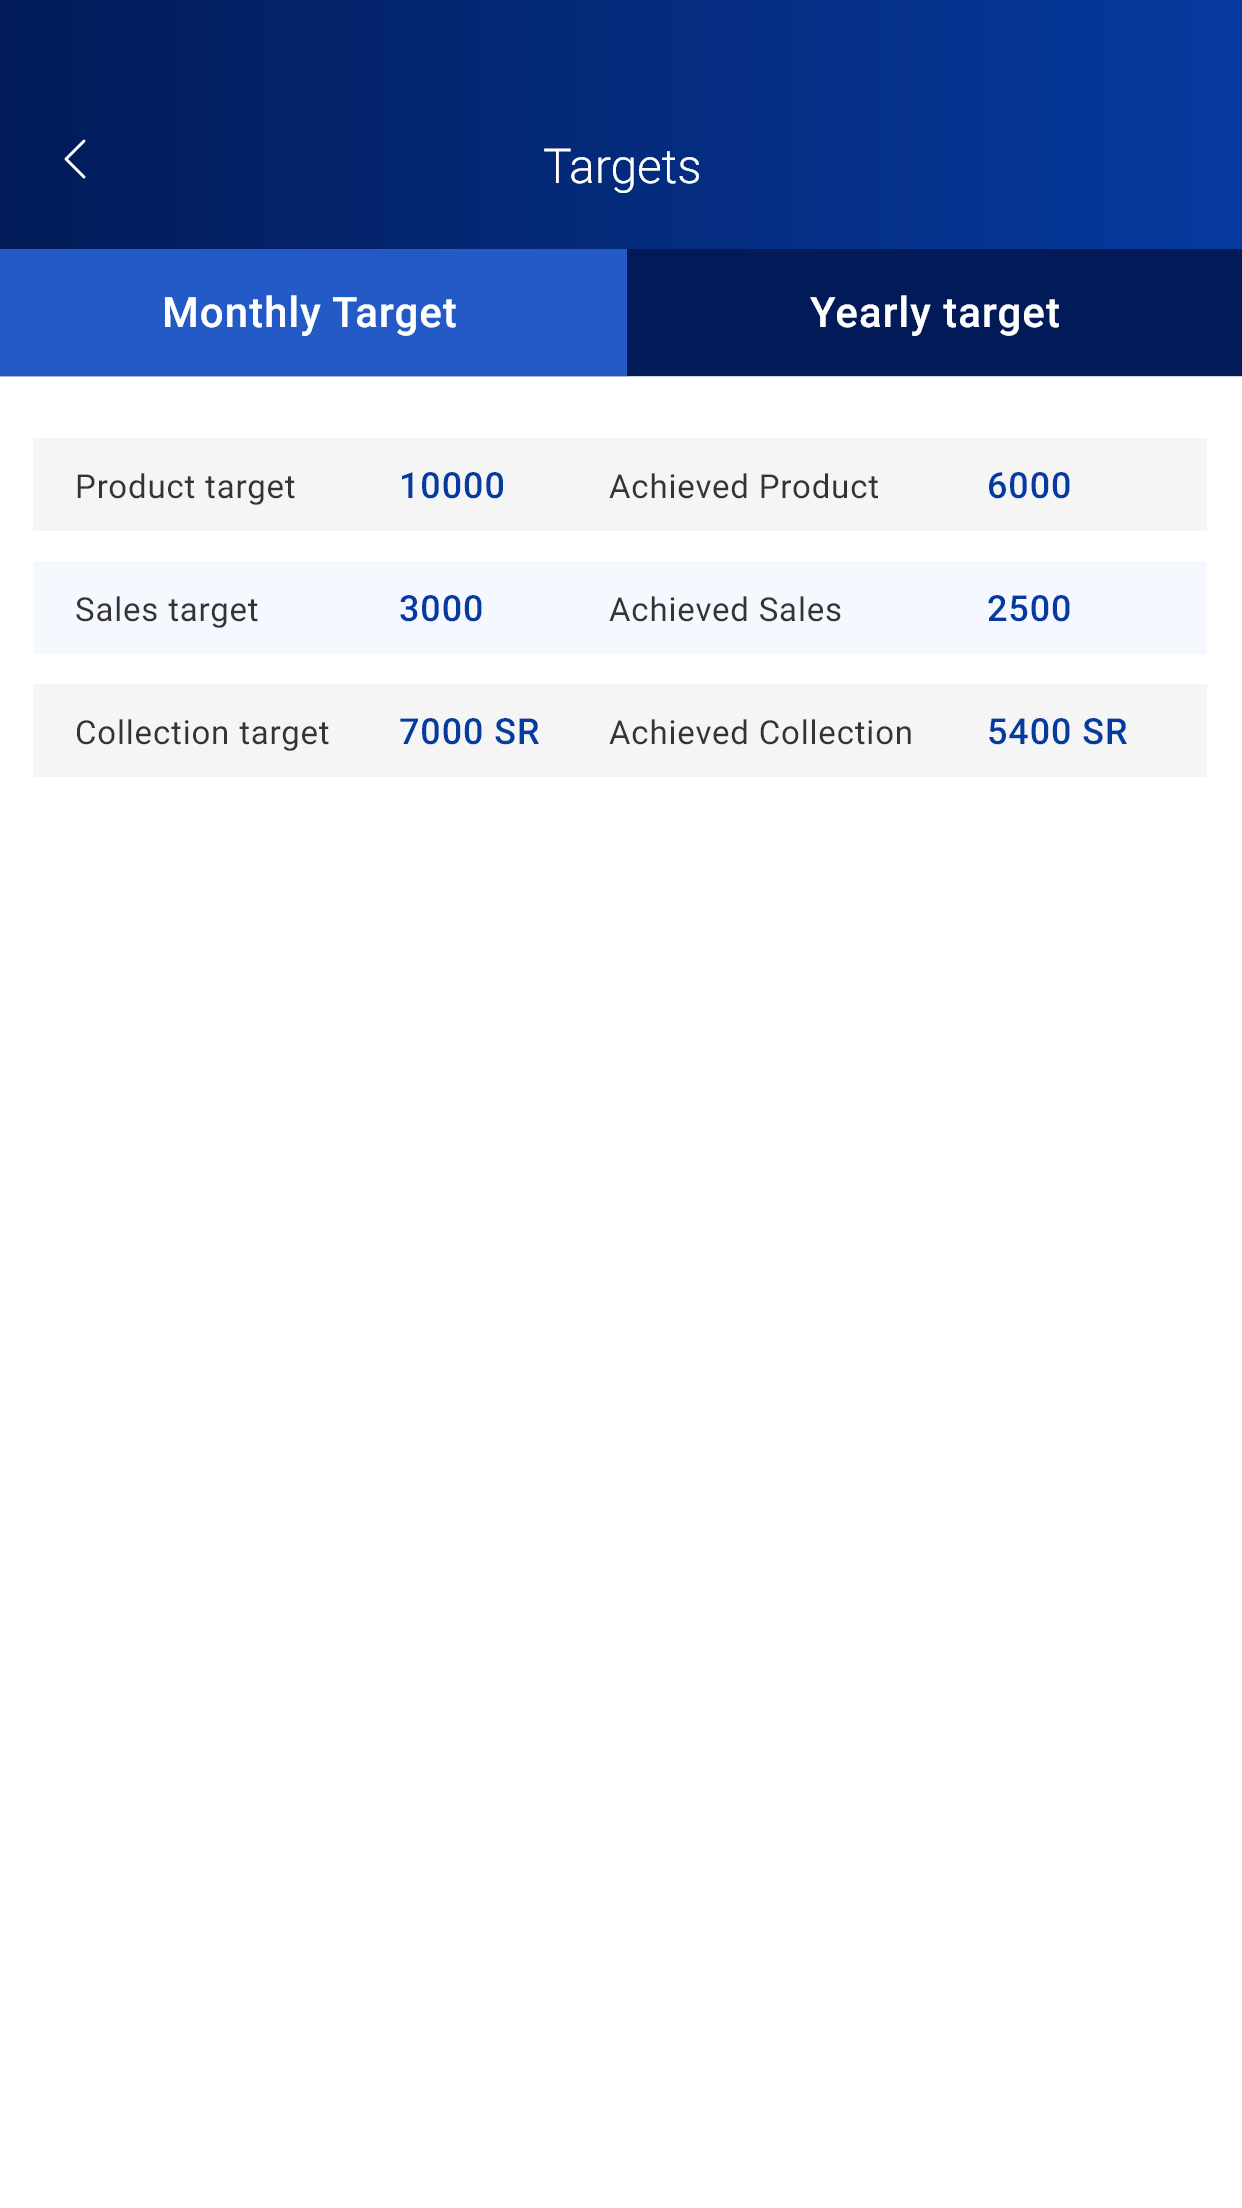 Targets
Monthly Target Yearly target
Product target 10000 Achieved Product 6000
Sales target 3000 Achieved Sales 2500
Collection target 7000 SR Achieved Collection 5400 SR